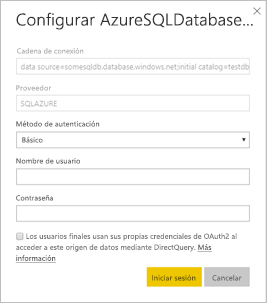 Configurar AzureSQLDatabase...
Cadena de conexión
data source=somesqldb.database.windows.net;initial catalog=testdb
Proveedor
SQLAZURE
Método de autenticación
Básico
Nombre de usuario
Contraseña
Los usuarios finales usan sus propias credenciales de OAuth2 al
acceder a este origen de datos mediante DirectQuery. Más
información
Iniciar sesión Cancelar